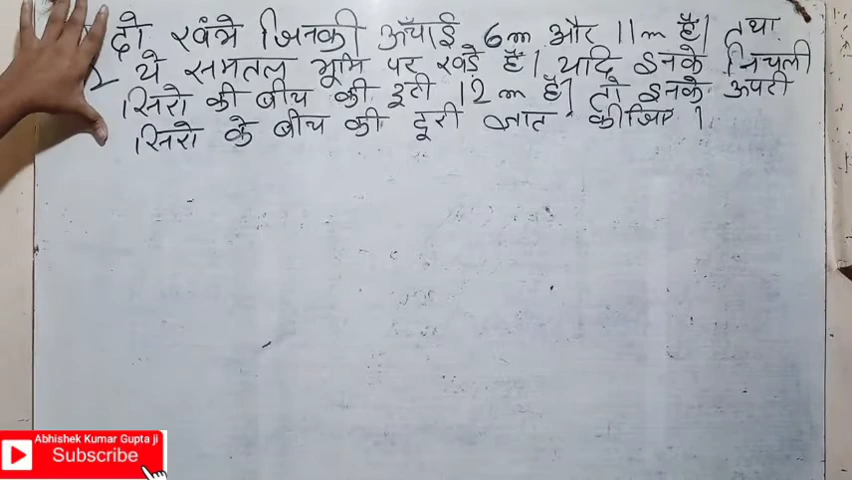 दो खंभे जिनकी ऊँचाई 6m और 11m हैं। तथा
ये समतल भूमि पर खड़े हैं। यदि इनके निचली
सिरो की बीच की दूरी 12m है। तो इनके ऊपरी
सिरो के बीच की दूरी ज्ञात कीजिए।
Abhishek Kumar Gupta ji
Subscribe